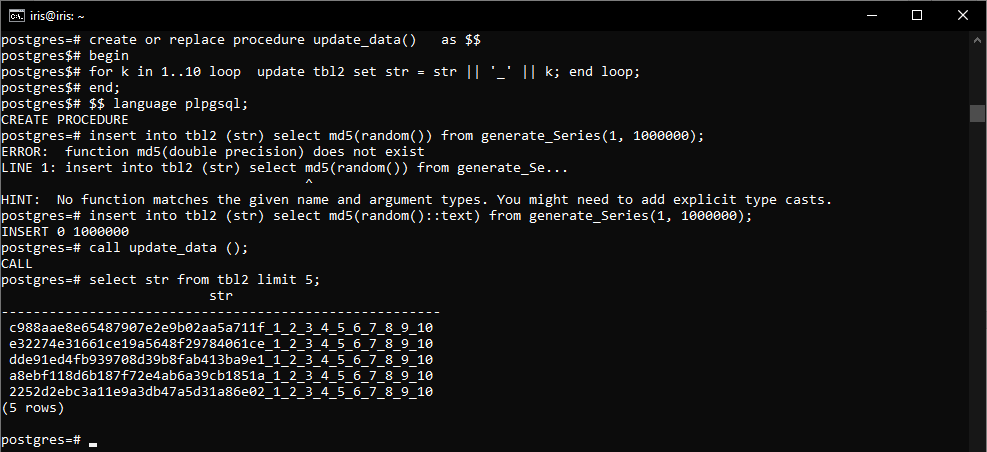 iris@iris: ~
postgres=# create or replace procedure update_data()   as $$
postgres$# begin
postgres$# for k in 1..10 loop  update tbl2 set str = str || '_' || k; end loop;
postgres$# end;
postgres$# $$ language plpgsql;
CREATE PROCEDURE
postgres=# insert into tbl2 (str) select md5(random()) from generate_Series(1, 1000000);
ERROR:  function md5(double precision) does not exist
LINE 1: insert into tbl2 (str) select md5(random()) from generate_Se...
                                      ^
HINT:  No function matches the given name and argument types. You might need to add explicit type casts.
postgres=# insert into tbl2 (str) select md5(random()::text) from generate_Series(1, 1000000);
INSERT 0 1000000
postgres=# call update_data ();
CALL
postgres=# select str from tbl2 limit 5;
                          str
-------------------------------------------------------
 c988aae8e65487907e2e9b02aa5a711f_1_2_3_4_5_6_7_8_9_10
 e32274e31661ce19a5648f29784061ce_1_2_3_4_5_6_7_8_9_10
 dde91ed4fb939708d39b8fab413ba9e1_1_2_3_4_5_6_7_8_9_10
 a8ebf118d6b187f72e4ab6a39cb1851a_1_2_3_4_5_6_7_8_9_10
 2252d2ebc3a11e9a3db47a5d31a86e02_1_2_3_4_5_6_7_8_9_10
(5 rows)
postgres=#